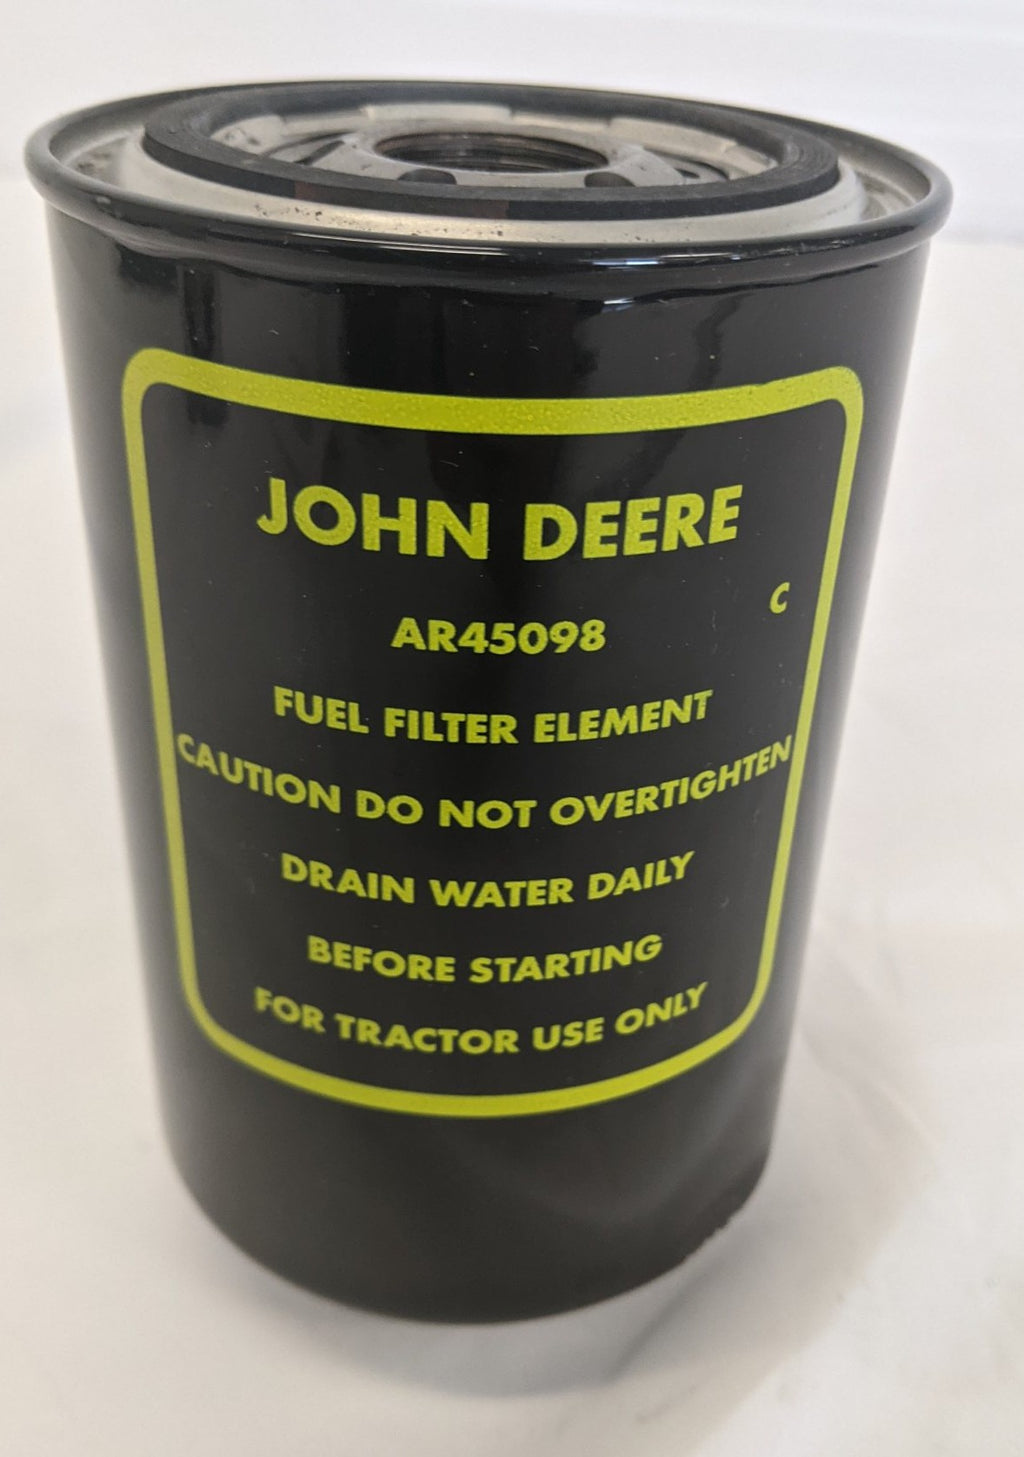 JOHN DEERE
C
AR45098
FUEL FILTER ELEMENT
CAUTION DO NOT OVERTIGHTEN
DRAIN WATER DAILY
BEFORE STARTING
FOR TRACTOR USE ONLY